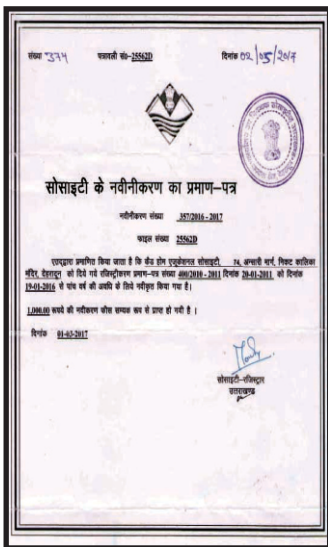 संख्या 374 पत्रावली सं०-25562D दिनांक 02/05/2017
सोसाइटी के नवीनीकरण का प्रमाण–पत्र
नवीनीकरण संख्या 357/2016 - 2017
फाइल संख्या 25562D
एतद्द्वारा प्रमाणित किया जाता है कि वैंड होम एजूकेशनल सोसाइटी, 74, अन्सारी मार्ग, निकट कालिका
मंदिर, देहरादून को दिये गये रजिस्ट्रीकरण प्रमाण-पत्र संख्या 400/2010 - 2011 दिनांक 20-01-2011 को दिनांक
19-01-2016 से पांच वर्ष की अवधि के लिये नवीकृत किया गया है।
1,000.00 रूपये की नवीकरण फीस सम्यक रूप से प्राप्त हो गयी है ।
दिनांक 01-03-2017
सोसाइटी-रजिस्ट्रार
उत्तराखण्ड